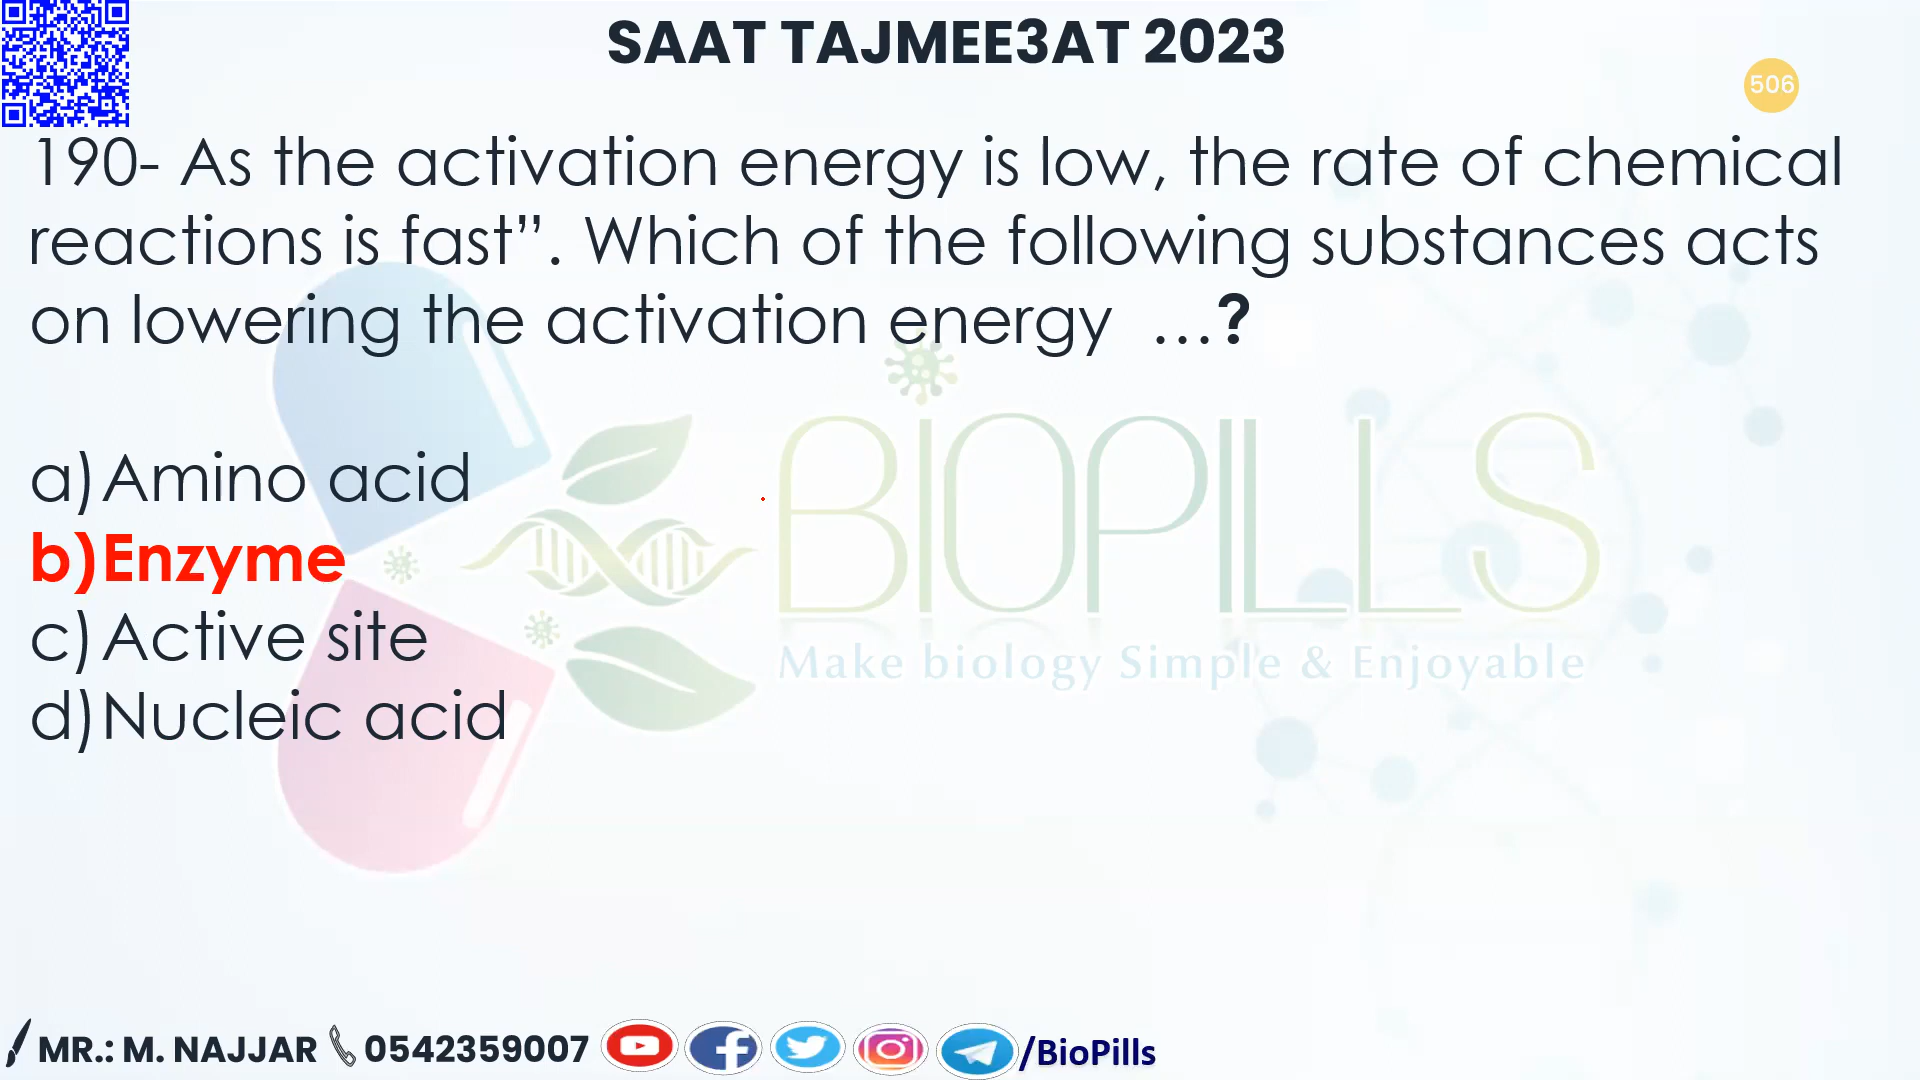 SAAT TAJMEE3AT 2023
506
190- As the activation energy is low, the rate of chemical
reactions is fast”. Which of the following substances acts
on lowering the activation energy  …?
a) Amino acid
b) Enzyme
c) Active site
d) Nucleic acid
BIOPILLS
Make biology Simple & Enjoyable
MR.: M. NAJJAR 0542359007 /BioPills